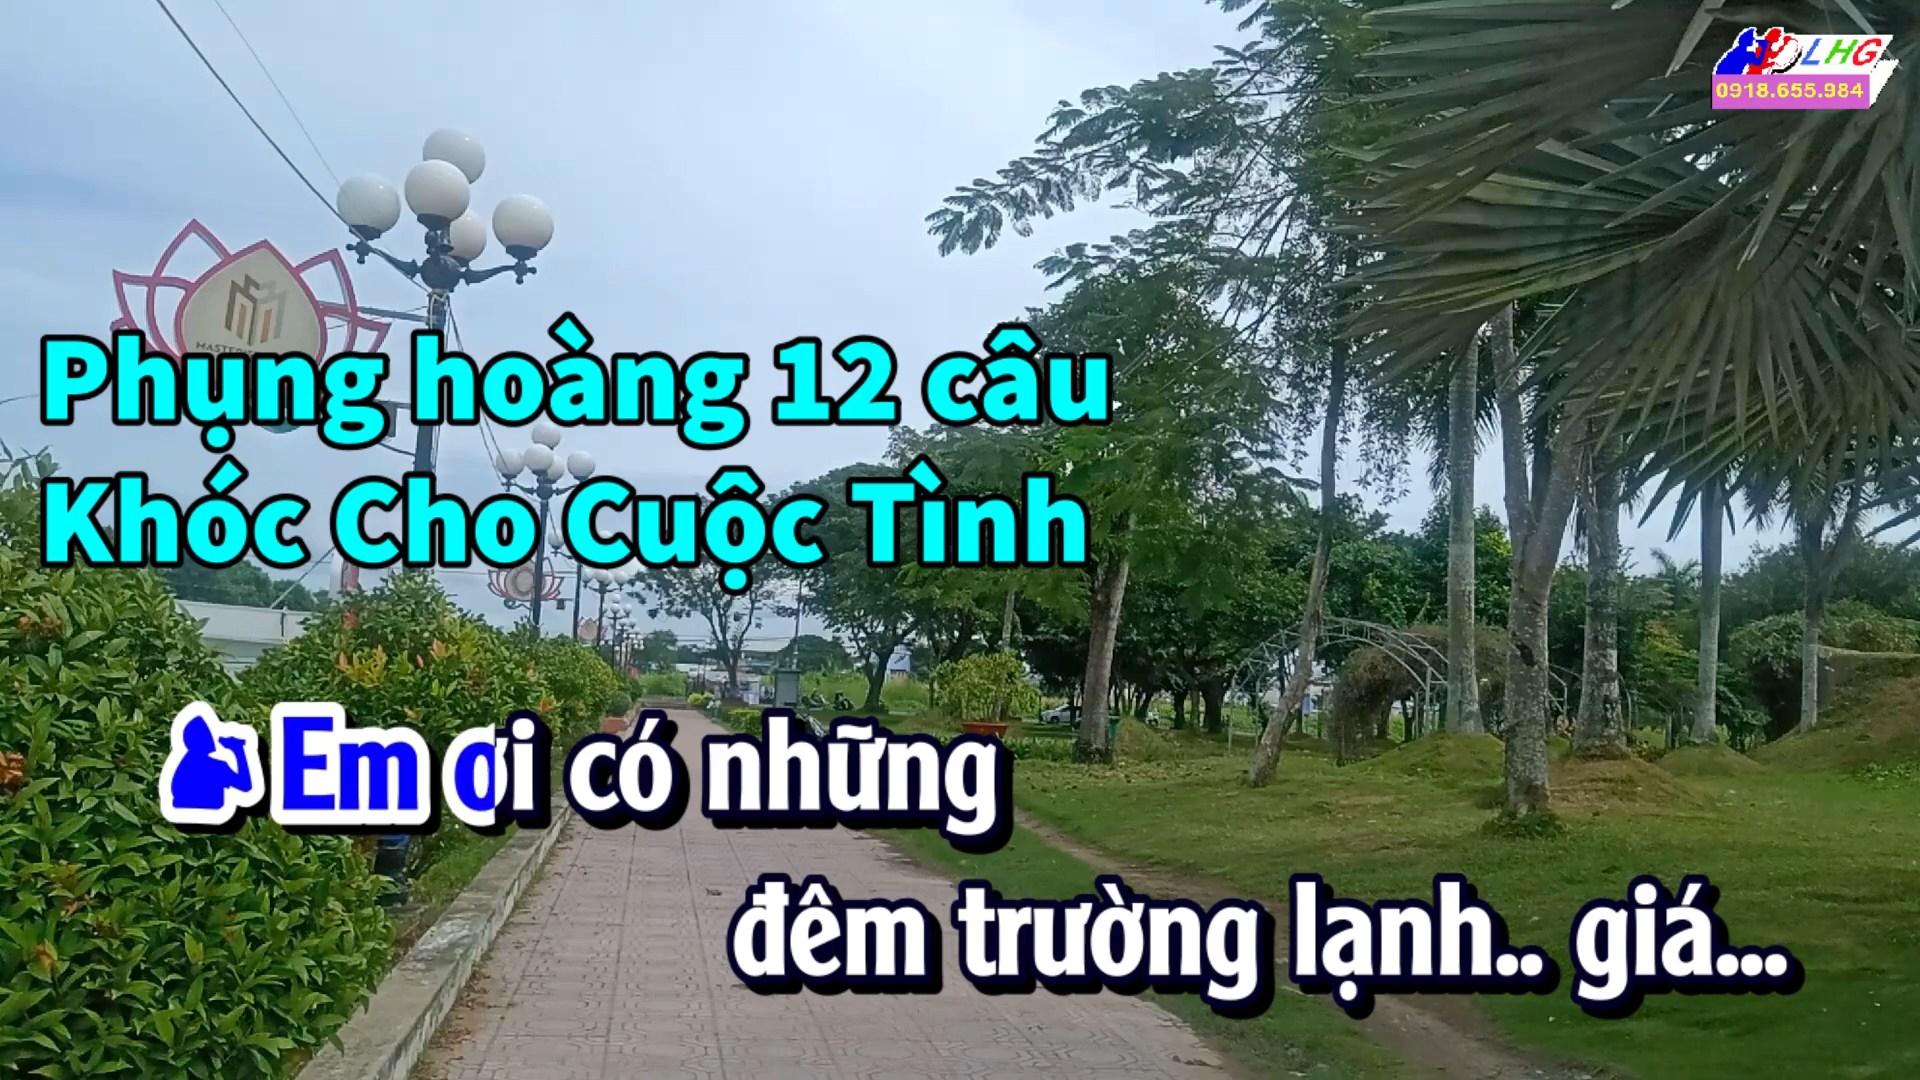 LHG
0918.655.984
Phụng hoàng 12 câu
Khóc Cho Cuộc Tình
Em ơi có những
đêm trường lạnh.. giá...